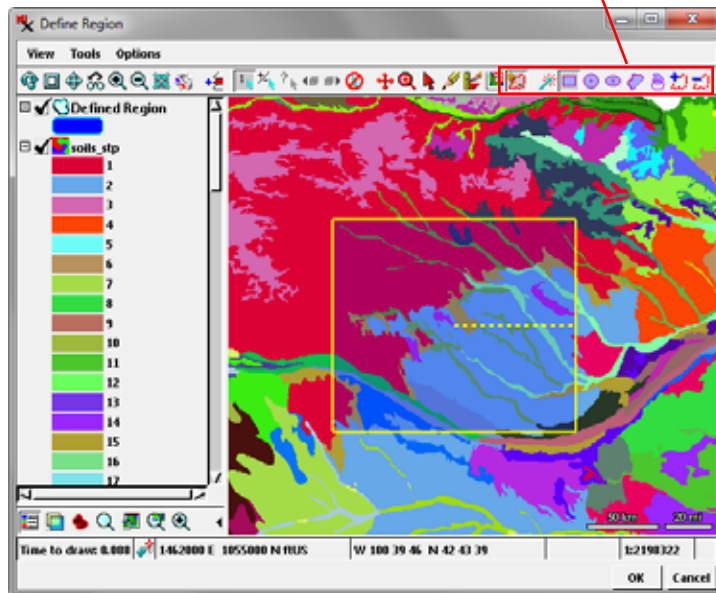 Define Region
View Tools Options
Defined Region
soils_stp
1
2
3
4
5
6
7
8
9
10
11
12
13
14
15
16
17
50 km 20 mi
Time to draw: 0.000 1462000 E 1055000 N ftUS W 100 39 46 N 42 43 39 1:2190322
OK Cancel